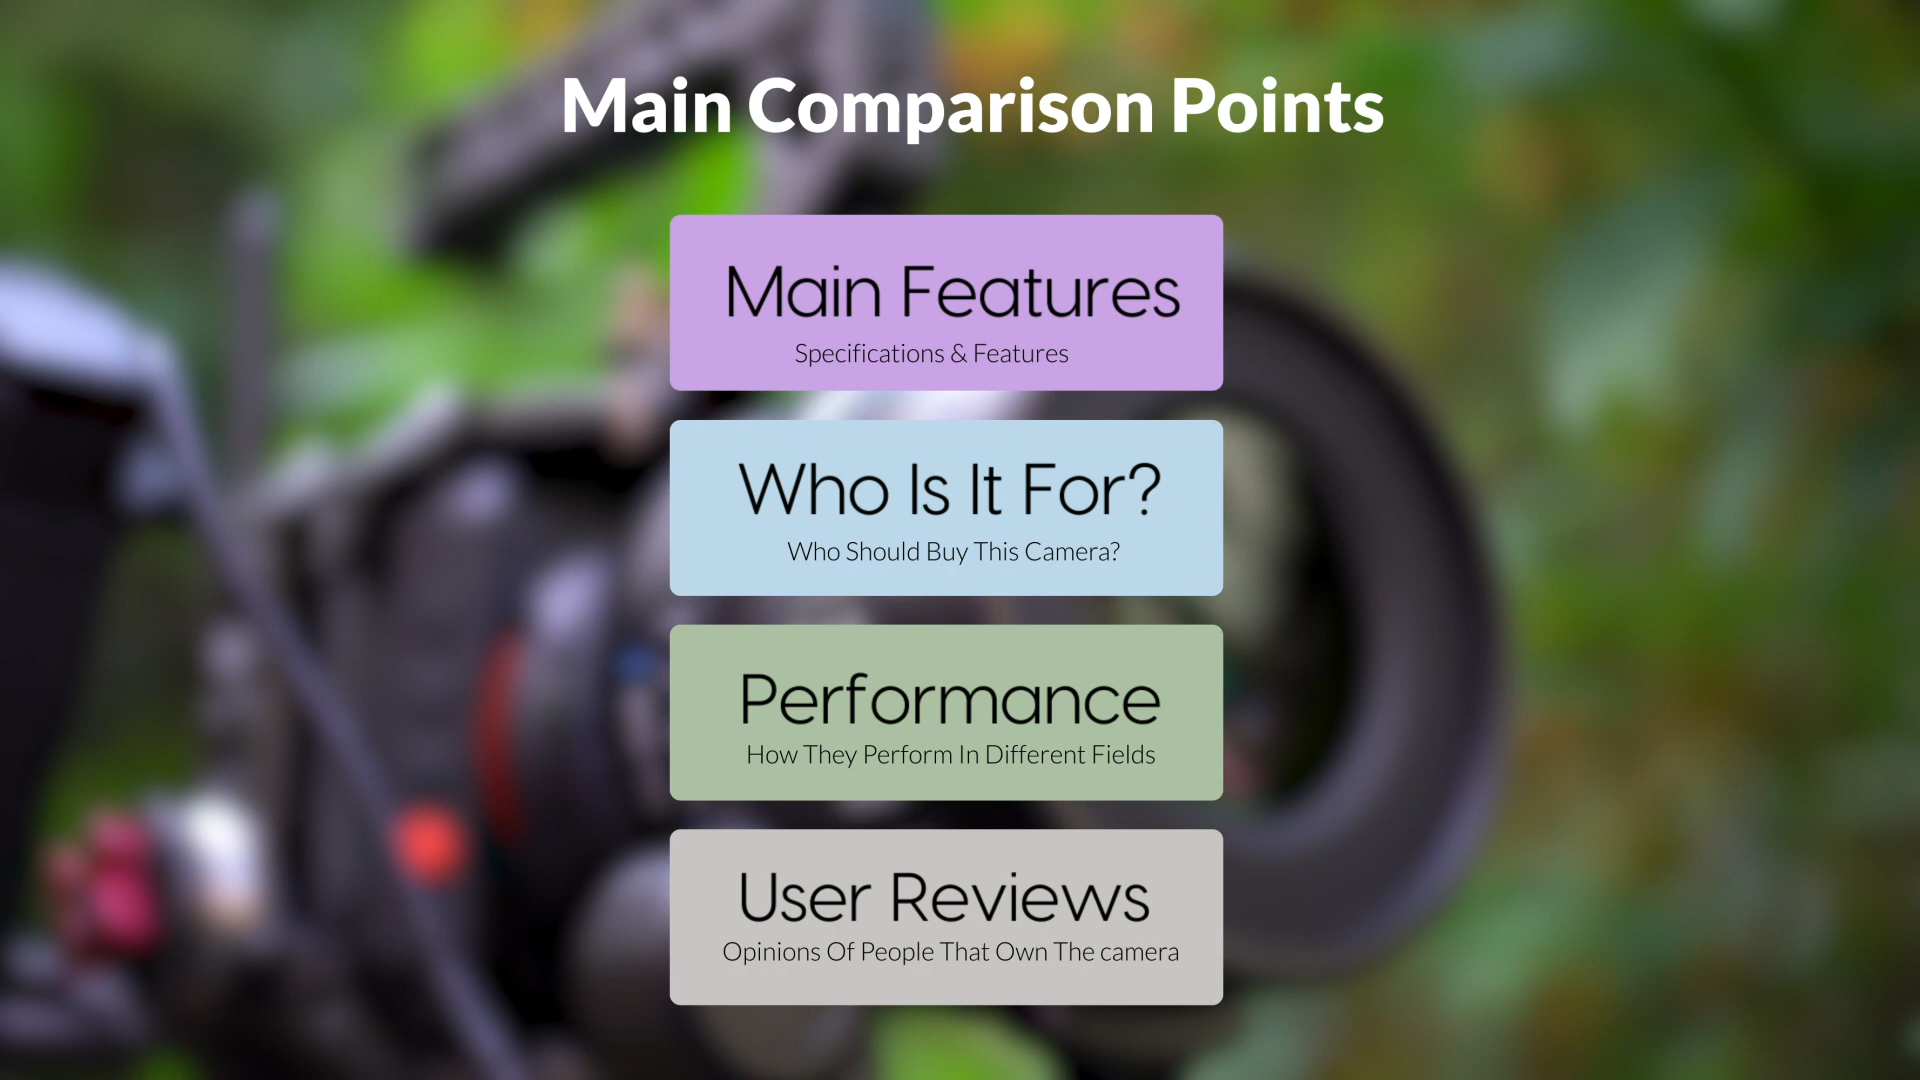 Main Comparison Points
Main Features
Specifications & Features
Who Is It For?
Who Should Buy This Camera?
Performance
How They Perform In Different Fields
User Reviews
Opinions Of People That Own The camera